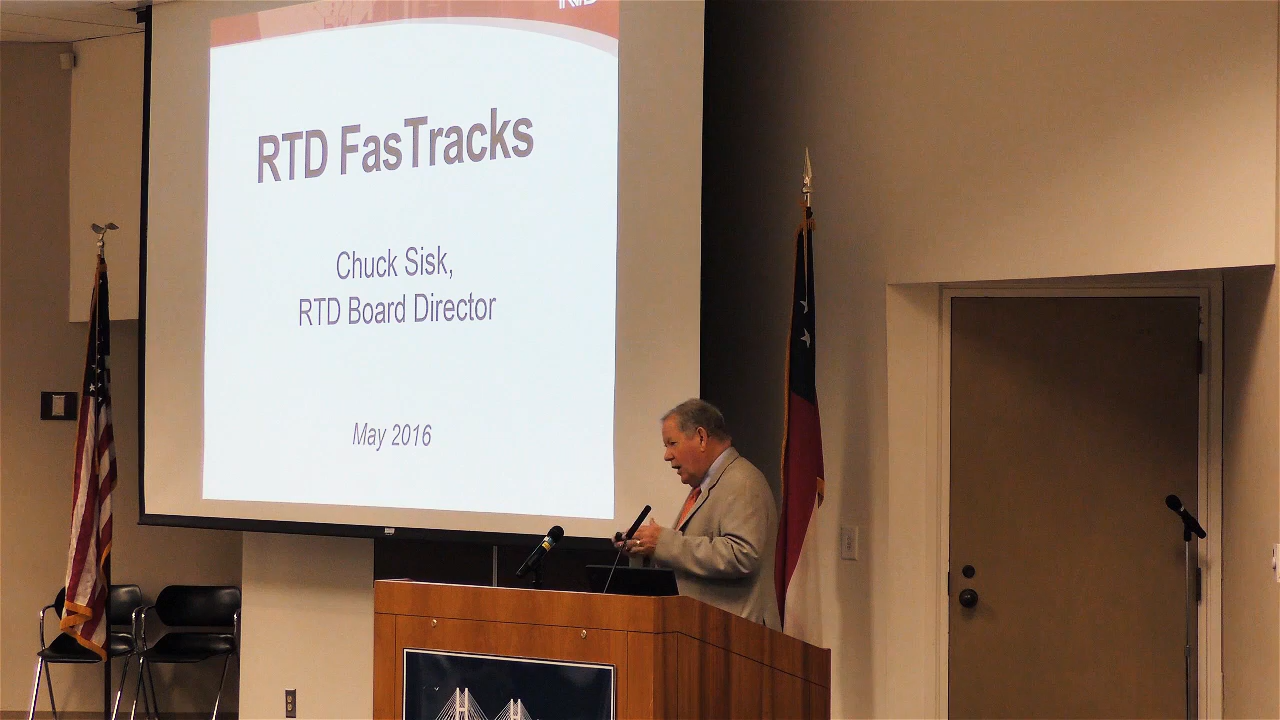 RTD FasTracks
Chuck Sisk,
RTD Board Director
May 2016